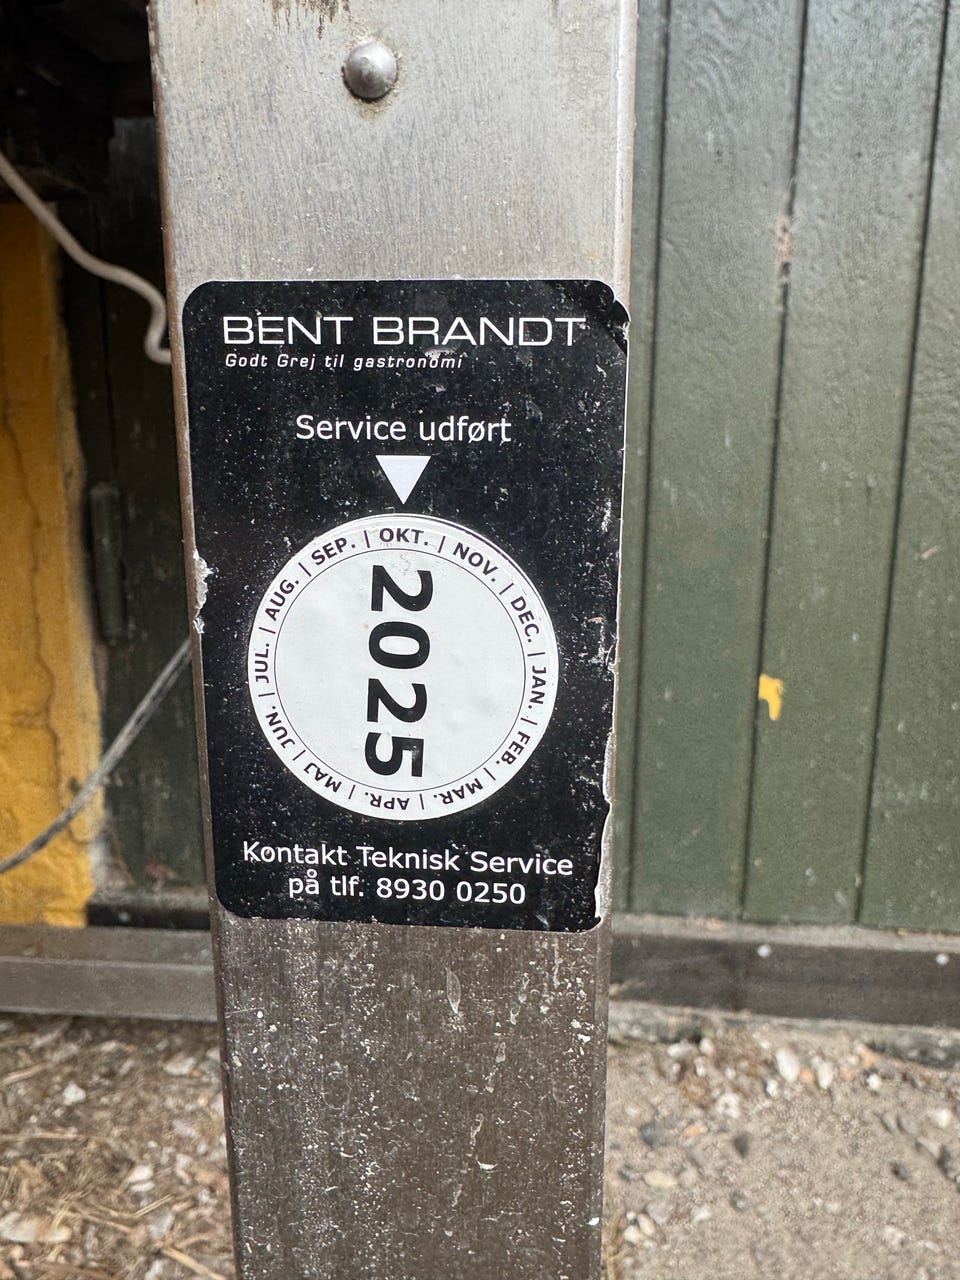 BENT BRANDT
Godt Grej til gastronomi
Service udført
JAN. | FEB. | MAR. | APR. | MAJ | JUN. | JUL. | AUG. | SEP. | OKT. | NOV. | DEC. |
2025
Kontakt Teknisk Service
på tlf. 8930 0250